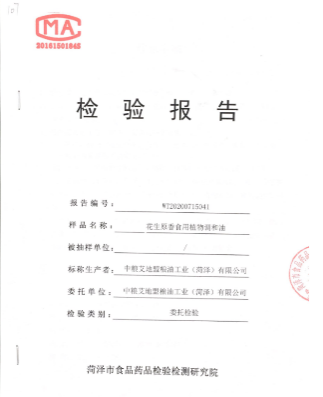 MA
检验报告
报告编号：WT20200715041
样品名称：花生原香食用植物调和油
被抽样单位：/
标称生产者：中粮艾地盟粮油工业（菏泽）有限公司
委托单位：中粮艾地盟粮油工业（菏泽）有限公司
检验类别：委托检验
菏泽市食品药品检验检测研究院